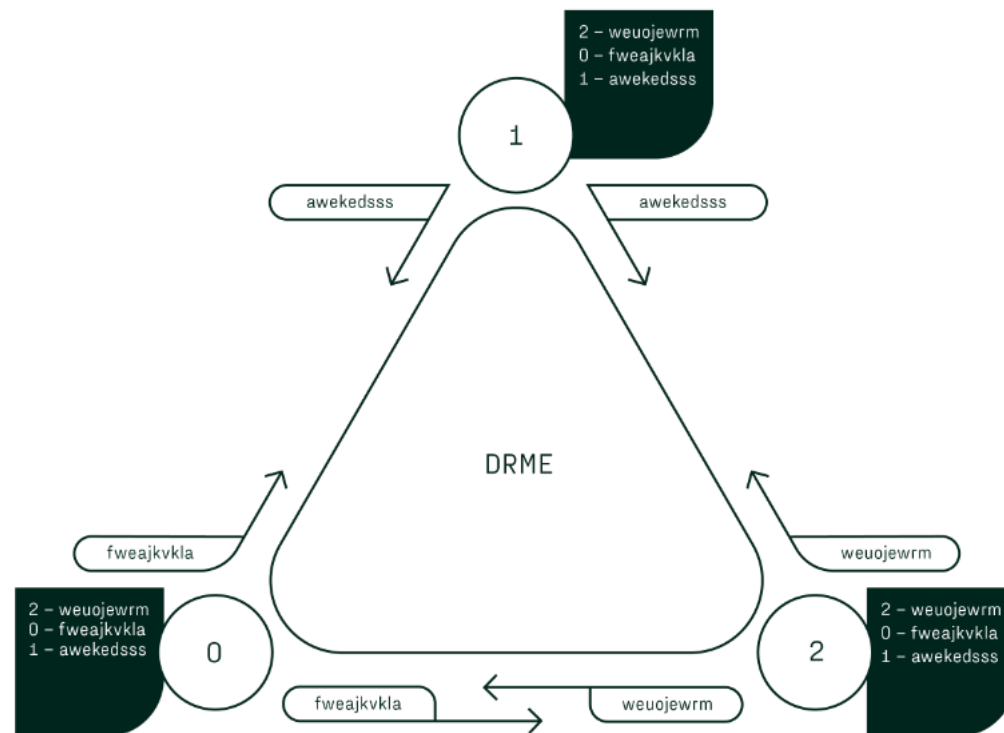 2 – weuojewrm
0 – fweajkvkla
1 – awekedsss
1
awekedsss
awekedsss
DRME
fweajkvkla
weuojewrm
2 – weuojewrm
0 – fweajkvkla
1 – awekedsss
0
2
2 – weuojewrm
0 – fweajkvkla
1 – awekedsss
fweajkvkla
weuojewrm